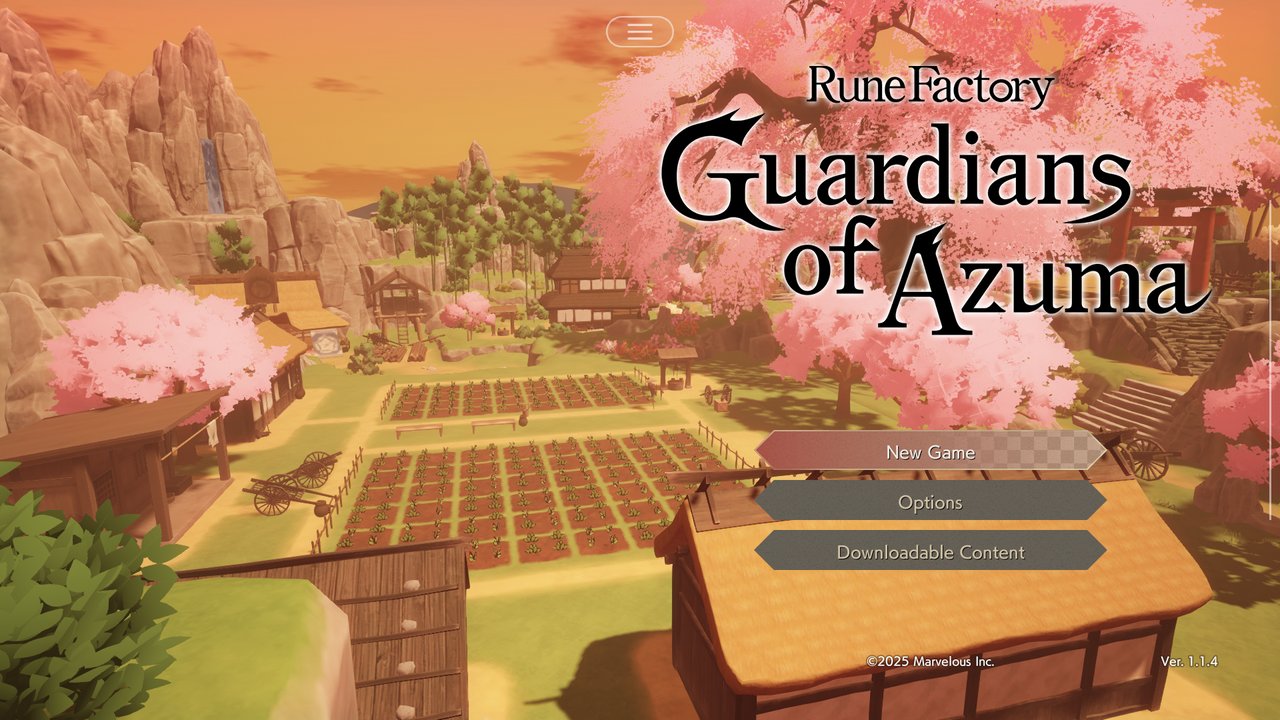 Rune Factory
Guardians
of Azuma
New Game
Options
Downloadable Content
©2025 Marvelous Inc.
Ver. 1.1.4